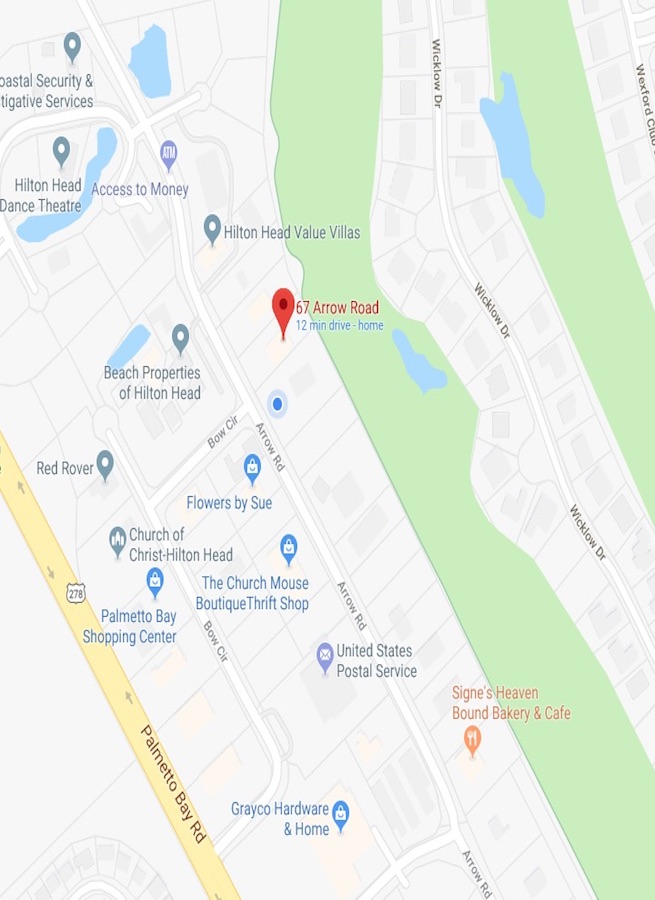 Wicklow Dr
Wexford Club
oastal Security &
tigative Services
ATM
Access to Money
Hilton Head
Dance Theatre
Hilton Head Value Villas
67 Arrow Road
12 min drive - home
Wicklow Dr
Beach Properties
of Hilton Head
Bow Cir
Arrow Rd
Red Rover
Flowers by Sue
Church of
Christ-Hilton Head
Wicklow Dr
The Church Mouse
BoutiqueThrift Shop
278
Palmetto Bay
Shopping Center
Arrow Rd
Bow Cir
United States
Postal Service
Signe's Heaven
Bound Bakery & Cafe
Palmetto Bay Rd
Grayco Hardware
& Home
Arrow Rd